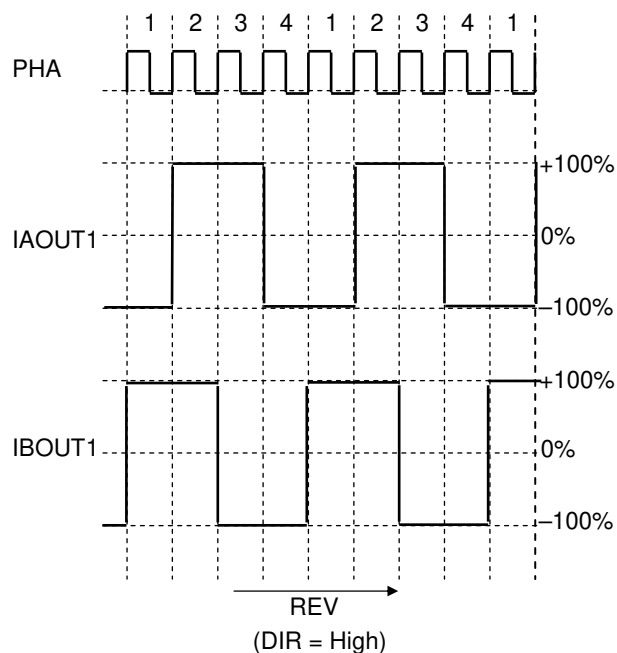 1 2 3 4 1 2 3 4 1
PHA
+100%
IAOUT1
0%
–100%
+100%
IBOUT1
0%
–100%
REV
(DIR = High)